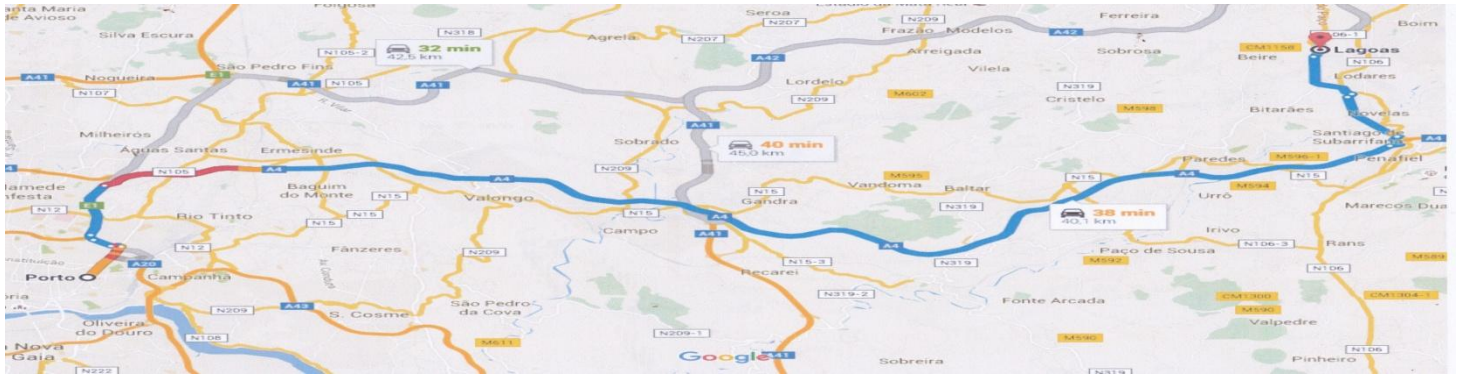 Folgosa
Silva Escura
N105-2
N318
32 min
42,5 km
Agrela
Seroa
N207
N207
N209
Frazão
Modelos
Ferreira
A42
Arreigada
Sobrosa
Boim
CM1158
Beire
Lagoas
N106
Lodares
A41
Nogueira
E1
São Pedro Fins
A41
N105
A41
A42
Lordelo
Vilela
N319
N107
R. Vilar
N209
M602
Cristelo
M598
Bitarães
Novelas
Milheirós
Águas Santas
Ermesinde
Sobrado
A41
40 min
45,0 km
Santiago de
Subarrifana
A4
Penafiel
N105
A4
A4
N209
M595
Paredes
M596-1
N15
Baguim
do Monte
N15
Valongo
N15
Vandoma
Baltar
N15
A4
M594
N12
E1
Gandra
N319
Urrô
Rio Tinto
N15
N15
A4
38 min
40,1 km
N12
Fânzeres
Campo
A41
A4
Irivo
Rans
N209
N319
Paço de Sousa
N106-3
Porto
A20
Campanhã
N15-3
Recarei
M592
N106
M589
N319-2
Fonte Arcada
CM1300
CM1304-1
N209
A43
São Pedro
da Cova
S. Cosme
M590
Oliveira
do Douro
N209-1
M590
Valpedre
N108
M611
Google
A41
Sobreira
N106
Nova
Gaia
Pinheiro
N222
N319